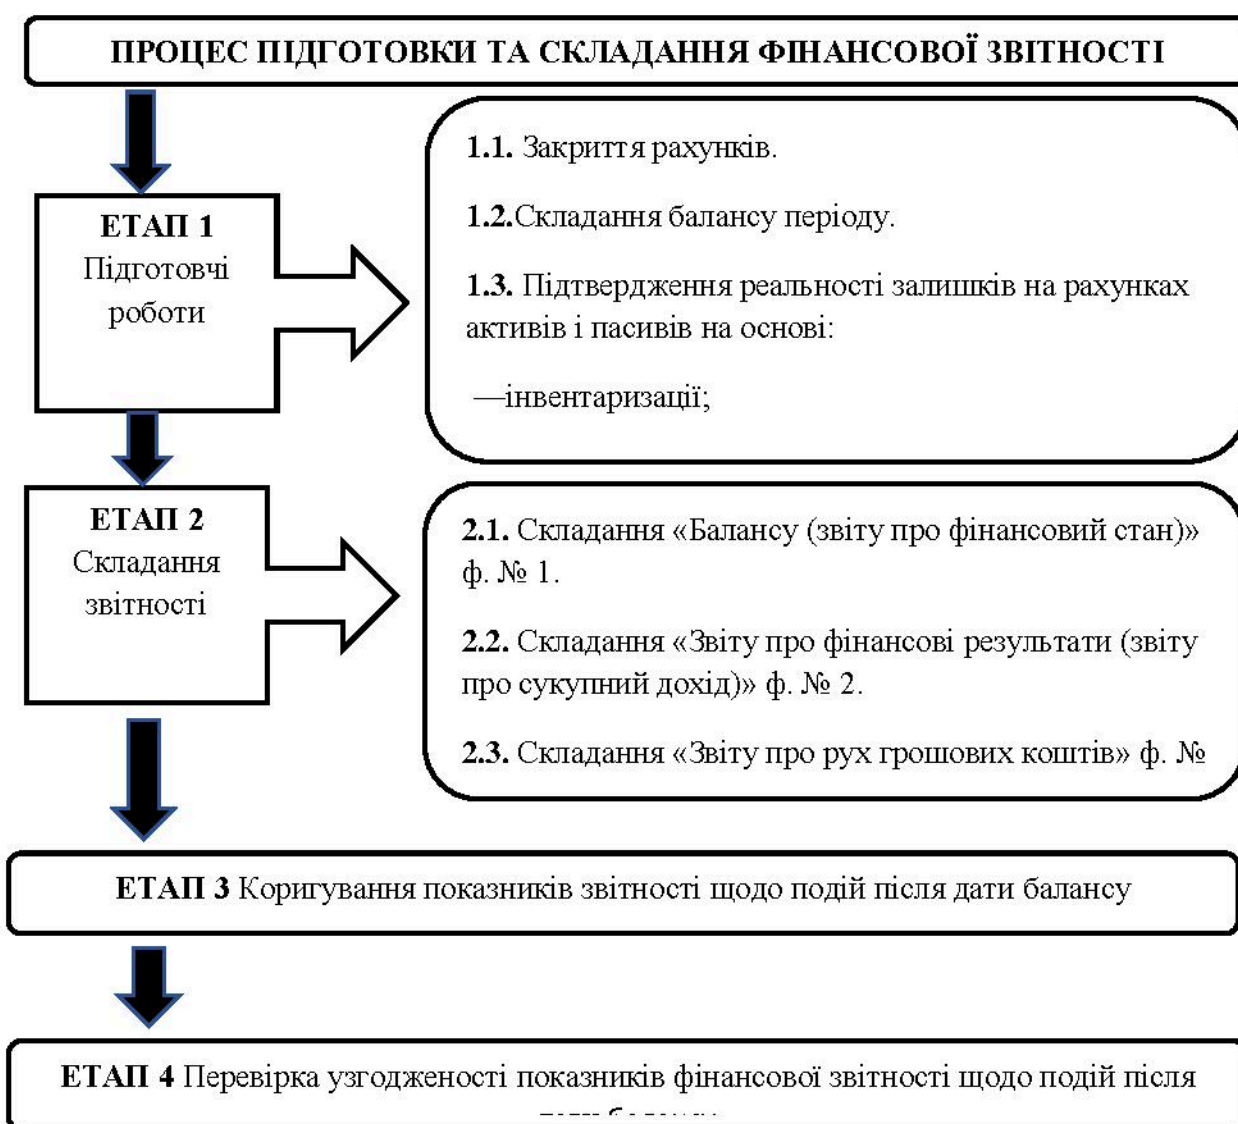 ПРОЦЕС ПІДГОТОВКИ ТА СКЛАДАННЯ ФІНАНСОВОЇ ЗВІТНОСТІ
ЕТАП 1
Підготовчі
роботи
1.1. Закриття рахунків.
1.2.Складання балансу періоду.
1.3. Підтвердження реальності залишків на рахунках
активів і пасивів на основі:
—інвентаризації;
ЕТАП 2
Складання
звітності
2.1. Складання «Балансу (звіту про фінансовий стан)»
ф. № 1.
2.2. Складання «Звіту про фінансові результати (звіту
про сукупний дохід)» ф. № 2.
2.3. Складання «Звіту про рух грошових коштів» ф. №
ЕТАП 3 Коригування показників звітності щодо подій після дати балансу
ЕТАП 4 Перевірка узгодженості показників фінансової звітності щодо подій після